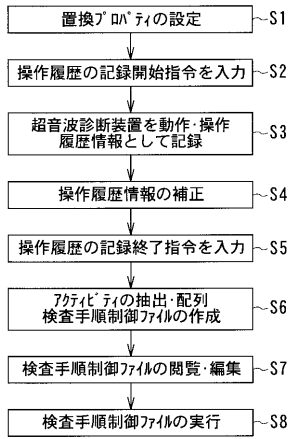 置換ﾌﾟﾛﾊﾟﾃｨの設定 S1
操作履歴の記録開始指令を入力 S2
超音波診断装置を動作・操作
履歴情報として記録 S3
操作履歴情報の補正 S4
操作履歴の記録終了指令を入力 S5
ｱｸﾃｨﾋﾞﾃｨの抽出・配列
検査手順制御ﾌｧｲﾙの作成 S6
検査手順制御ﾌｧｲﾙの閲覧・編集 S7
検査手順制御ﾌｧｲﾙの実行 S8